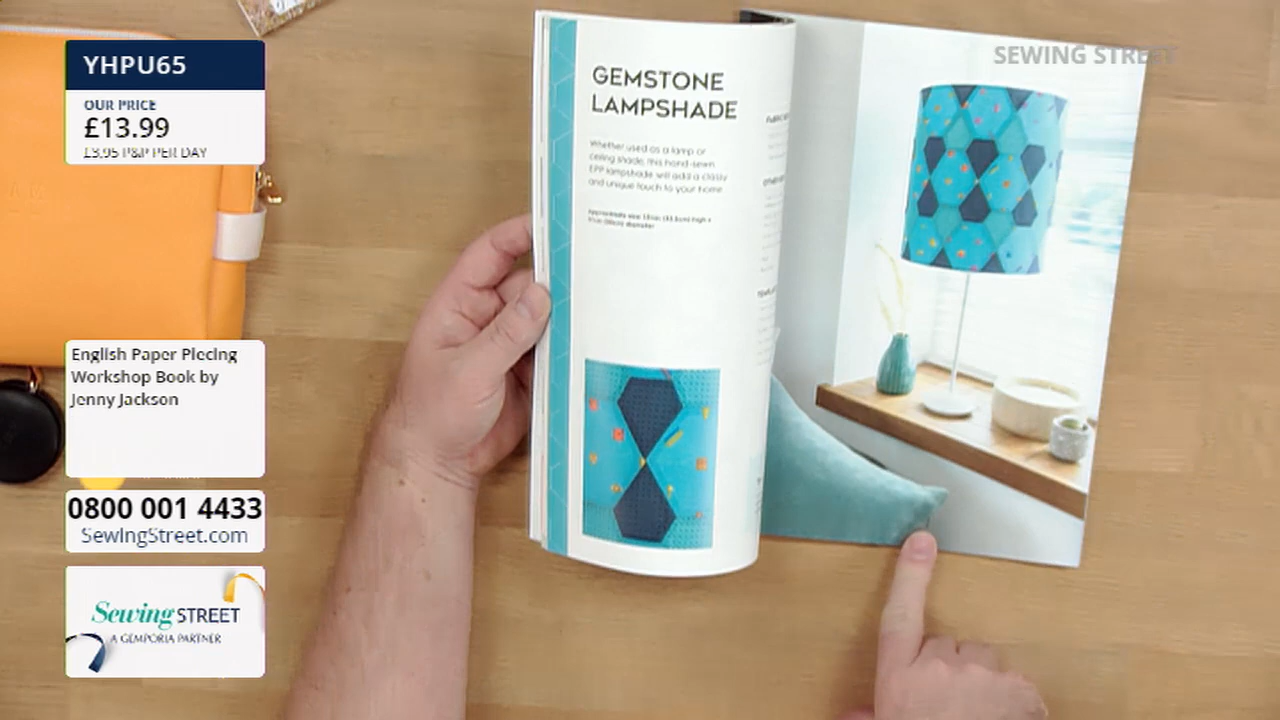 YHPU65
OUR PRICE
£13.99
£3.95 P&P PER DAY
English Paper Piecing
Workshop Book by
Jenny Jackson
0800 001 4433
SewingStreet.com
Sewing STREET
A GEMPORIA PARTNER
SEWING STREET
GEMSTONE
LAMPSHADE
Whether used as a lamp or
ceiling shade, this hand-sewn
EPP lampshade will add a classy
and unique touch to your home.